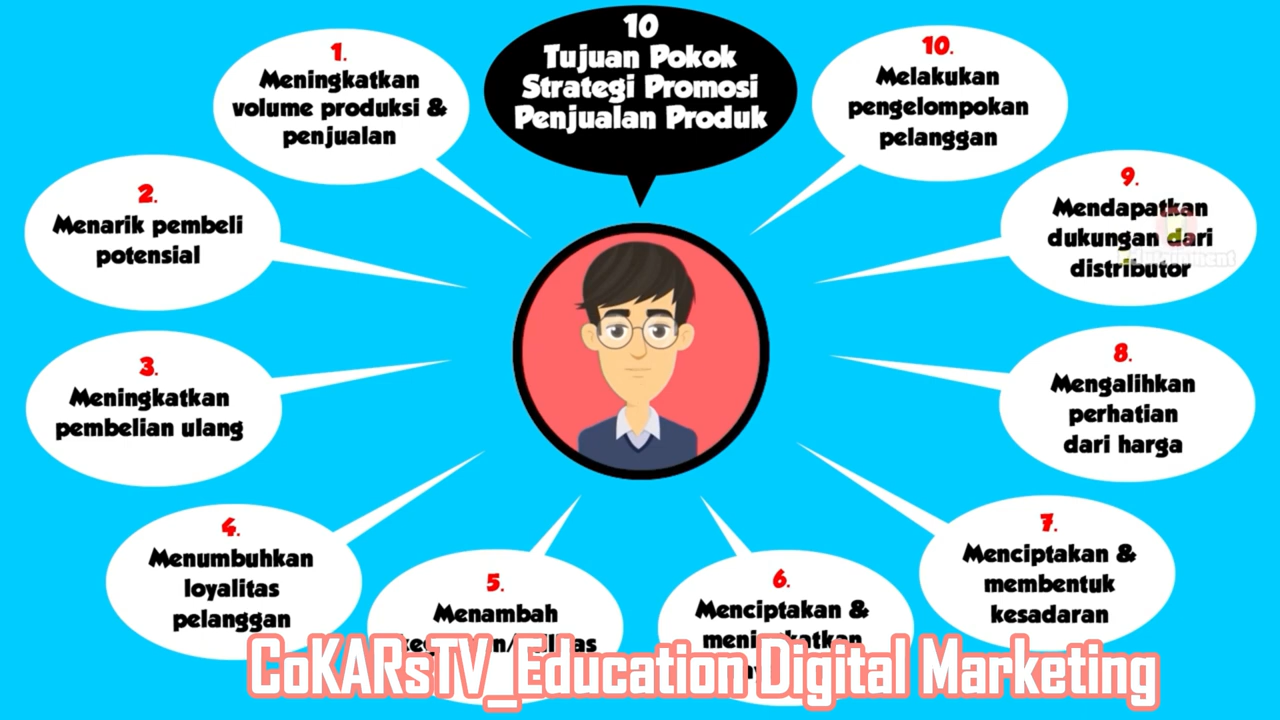 10
Tujuan Pokok
Strategi Promosi
Penjualan Produk
1.
Meningkatkan
volume produksi &
penjualan
2.
Menarik pembeli
potensial
3.
Meningkatkan
pembelian ulang
4.
Menumbuhkan
loyalitas
pelanggan
5.
Menambah
6.
Menciptakan &
meningkatkan
7.
Menciptakan &
membentuk
kesadaran
8.
Mengalihkan
perhatian
dari harga
9.
Mendapatkan
dukungan dari
distributor
10.
Melakukan
pengelompokan
pelanggan
CoKARsTV_Education Digital Marketing